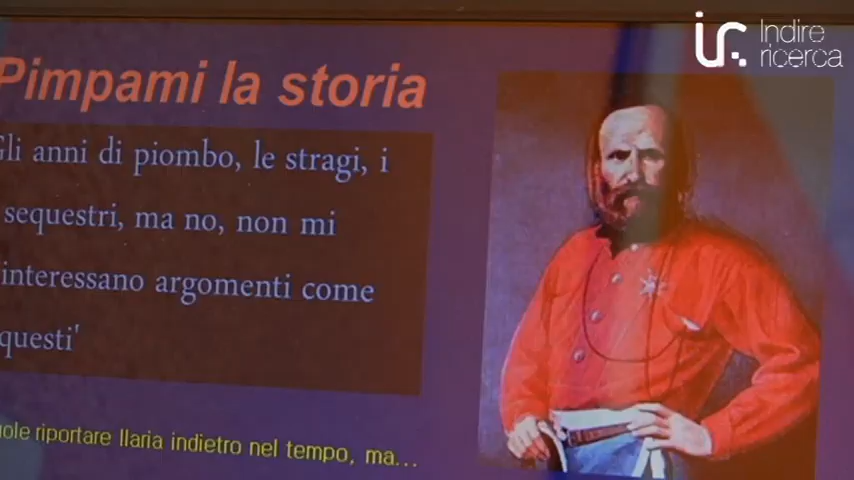 Indire
ricerca
Pimpami la storia
Gli anni di piombo, le stragi, i
sequestri, ma no, non mi
interessano argomenti come
questi'
riportare Ilaria indietro nel tempo, ma...